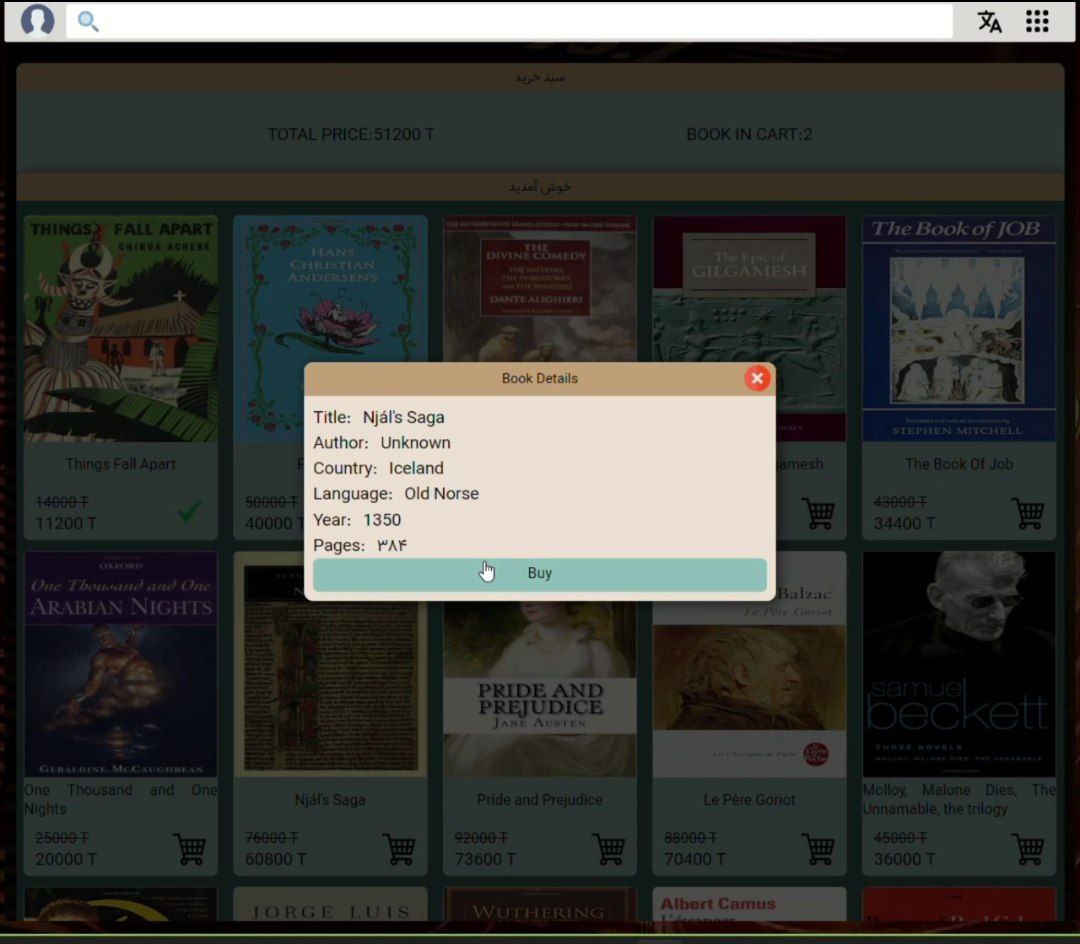 سبد خرید
TOTAL PRICE:51200 T
BOOK IN CART:2
خوش آمدید
THINGS FALL APART
CHINUA ACHEBE
Things Fall Apart
14000 T
11200 T
HANS
CHRISTIAN
ANDERSEN'S
50000 T
40000 T
THE
DIVINE COMEDY
THE INFERNO,
THE PURGATORIO,
AND THE PARADISO
DANTE ALIGHIERI
The Epic of
GILGAMESH
The Book of JOB
STEPHEN MITCHELL
The Book Of Job
43000 T
34400 T
Book Details
Title: Njál's Saga
Author: Unknown
Country: Iceland
Language: Old Norse
Year: 1350
Pages: ۳۸۴
Buy
OXFORD
One Thousand and One
ARABIAN NIGHTS
GERALDINE McCAUGHREAN
One Thousand and One
Nights
25000 T
20000 T
Njál's Saga
76000 T
60800 T
PRIDE AND
PREJUDICE
JANE AUSTEN
Pride and Prejudice
92000 T
73600 T
Balzac
Le Père Goriot
Le Père Goriot
88000 T
70400 T
samuel
beckett
THREE NOVELS
MOLLOY, MALONE DIES, THE UNNAMABLE
Molloy, Malone Dies, The
Unnamable, the trilogy
45000 T
36000 T
JORGE LUIS
WUTHERING
Albert Camus
L'étranger